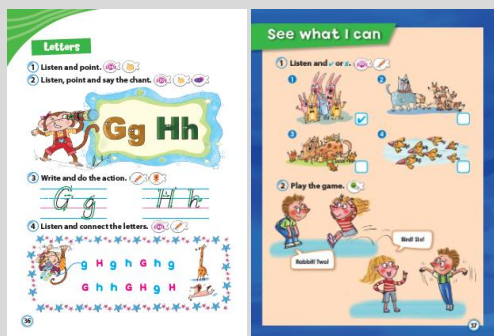 Letters
1 Listen and point.
2 Listen, point and say the chant.
Gg Hh
3 Write and do the action.
G g H h
4 Listen and connect the letters.
g H g h G h g
G h h G H g H
36
See what I can
1 Listen and ✓ or x.
1
2
✓
3
4
2 Play the game.
Bird! Six!
Rabbit! Two!
37